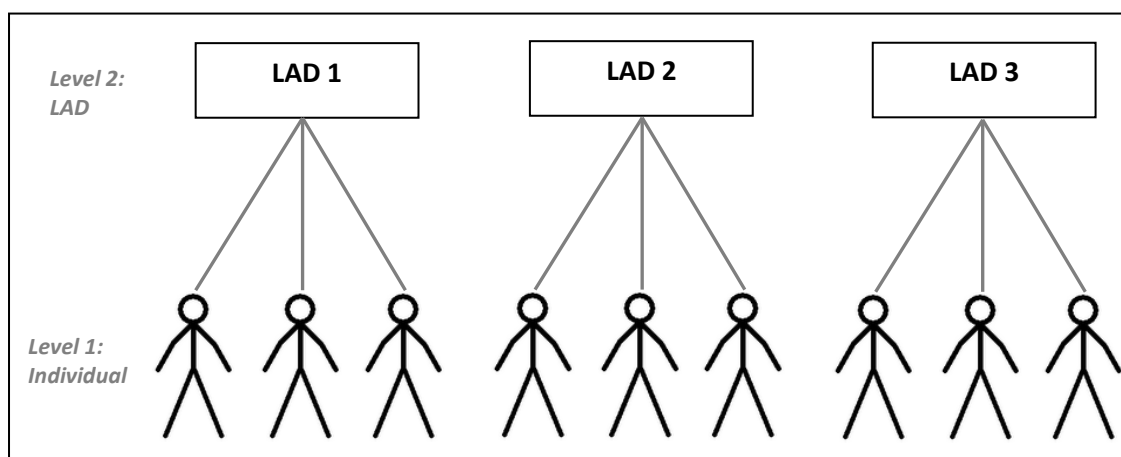 Level 2:
LAD
LAD 1
LAD 2
LAD 3
Level 1:
Individual